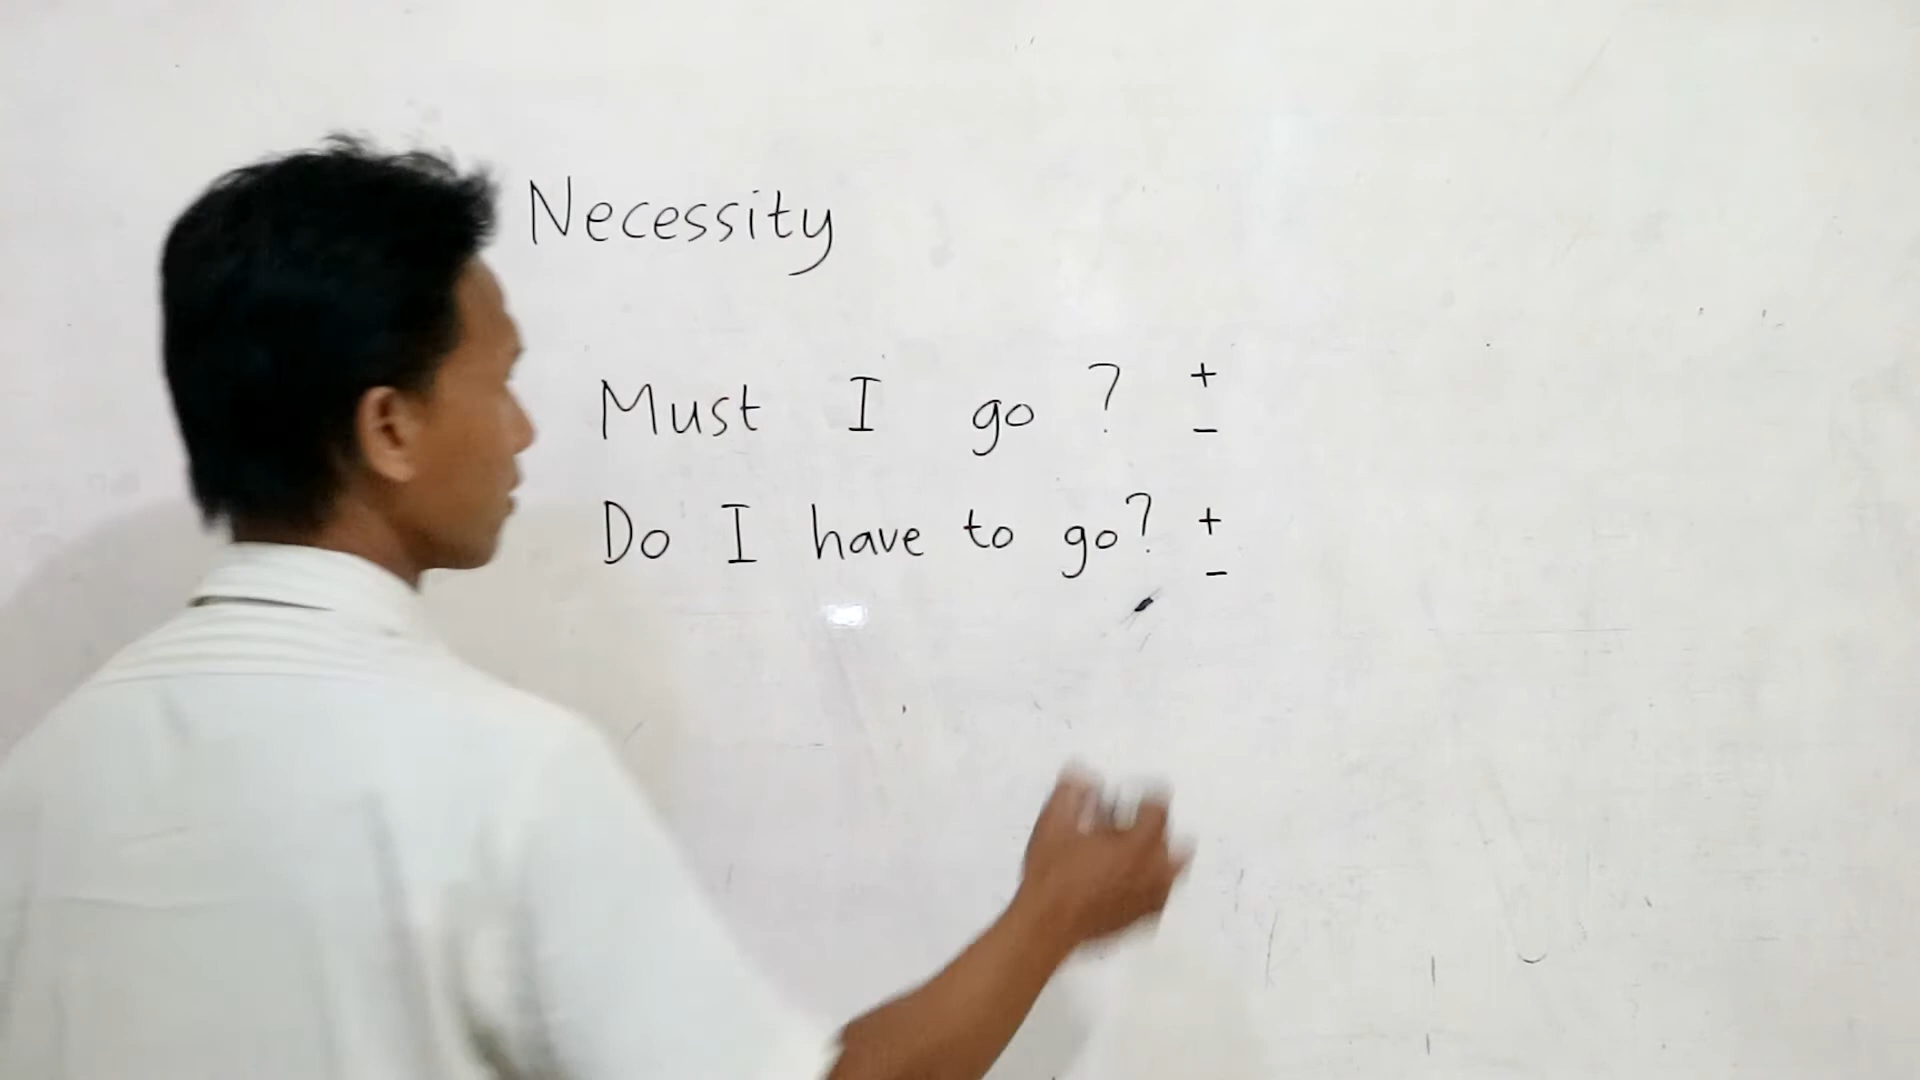 Necessity
Must I go ? +
-
Do I have to go? +
-